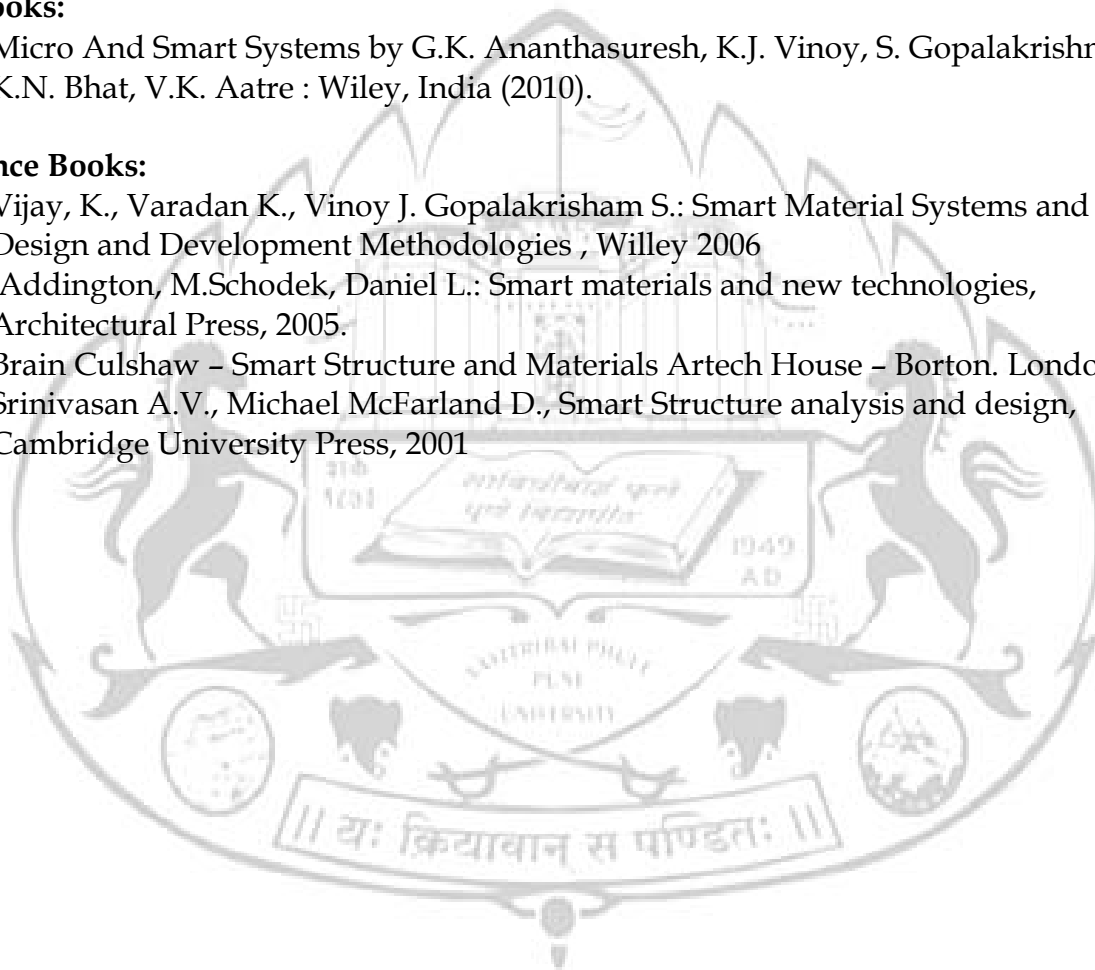 ooks:
Micro And Smart Systems by G.K. Ananthasuresh, K.J. Vinoy, S. Gopalakrishn
K.N. Bhat, V.K. Aatre : Wiley, India (2010).
nce Books:
Vijay, K., Varadan K., Vinoy J. Gopalakrisham S.: Smart Material Systems and
Design and Development Methodologies , Willey 2006
Addington, M.Schodek, Daniel L.: Smart materials and new technologies,
Architectural Press, 2005.
Brain Culshaw – Smart Structure and Materials Artech House – Borton. Londo
Srinivasan A.V., Michael McFarland D., Smart Structure analysis and design,
Cambridge University Press, 2001
1949
A D
PHULE
PUNE
UNIVERSITY
|| यः क्रियावान् स पण्डितः ||